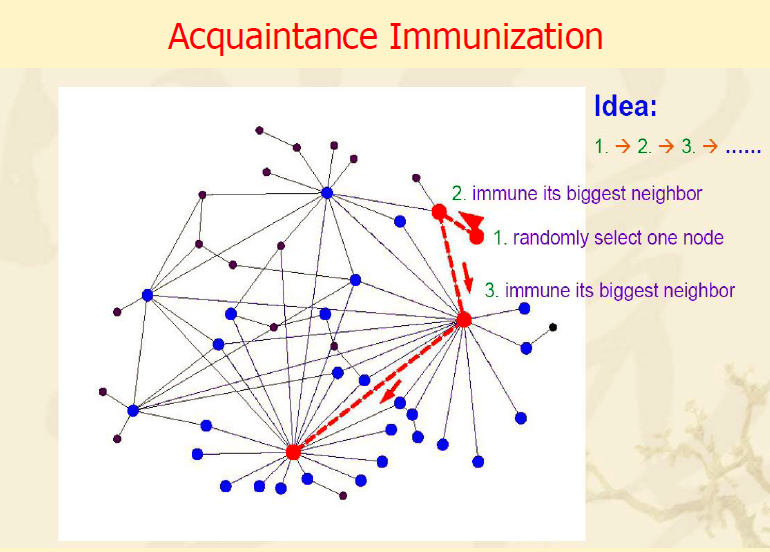 Acquaintance Immunization
Idea:
1. → 2. → 3. → ......
2. immune its biggest neighbor
1. randomly select one node
3. immune its biggest neighbor